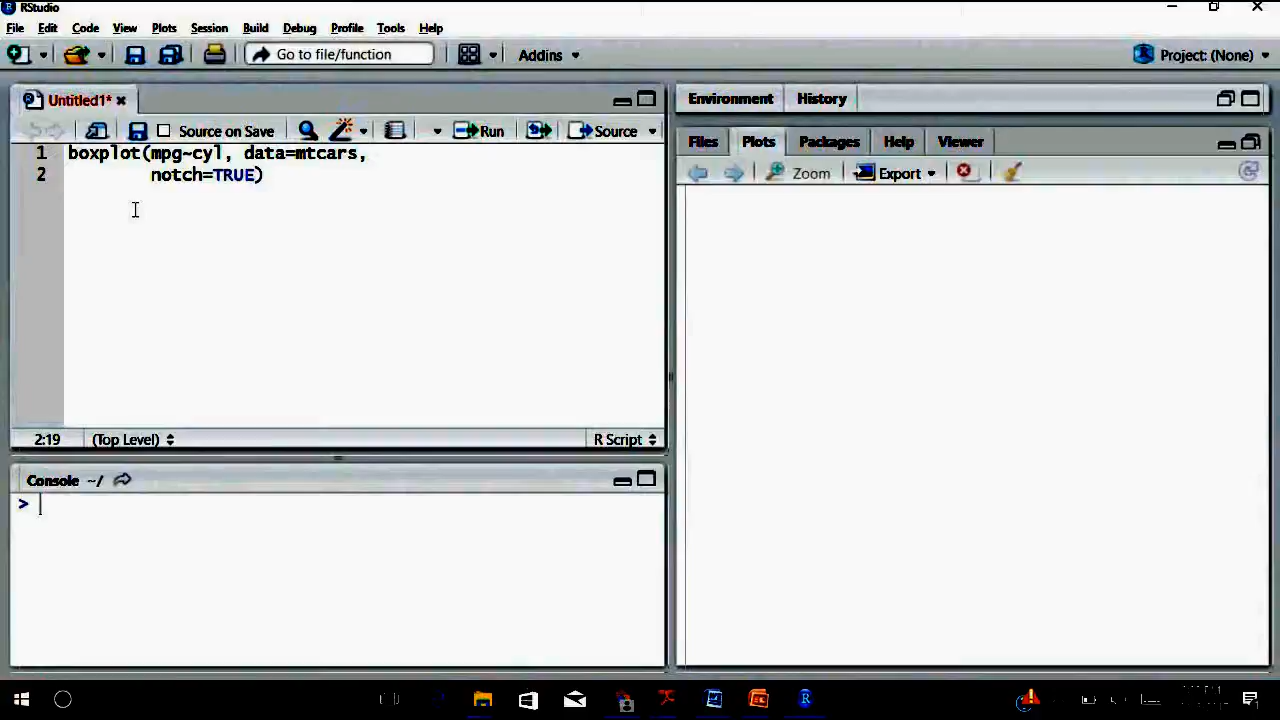 RStudio
File Edit Code View Plots Session Build Debug Profile Tools Help
Go to file/function Addins Project: (None)
Untitled1*
Source on Save Run Source
1 boxplot(mpg~cyl, data=mtcars,
2 notch=TRUE)
2:19 (Top Level) R Script
Console ~/
>
Environment History
Files Plots Packages Help Viewer
Zoom Export